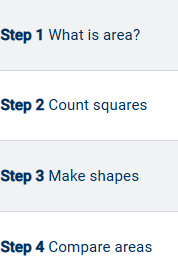 Step 1 What is area?
Step 2 Count squares
Step 3 Make shapes
Step 4 Compare areas